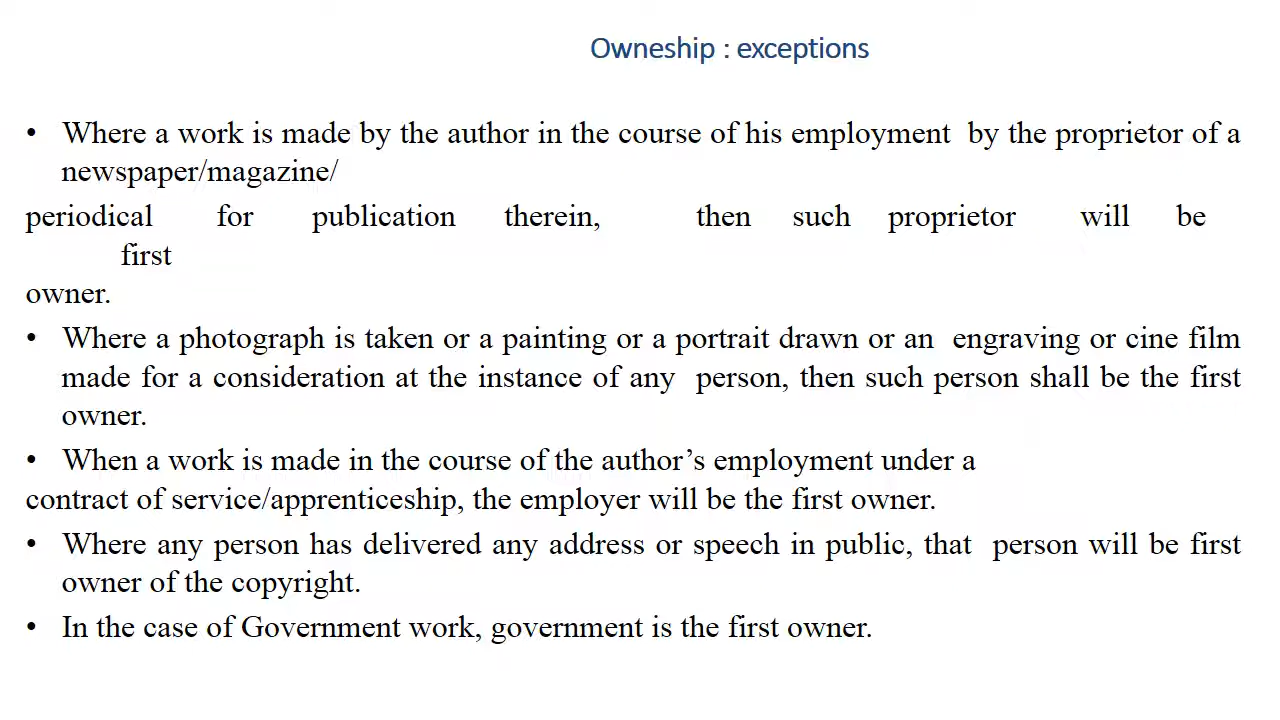 Owneship : exceptions
• Where a work is made by the author in the course of his employment by the proprietor of a
newspaper/magazine/
periodical for publication therein, then such proprietor will be
first
owner.
• Where a photograph is taken or a painting or a portrait drawn or an engraving or cine film
made for a consideration at the instance of any person, then such person shall be the first
owner.
• When a work is made in the course of the author’s employment under a
contract of service/apprenticeship, the employer will be the first owner.
• Where any person has delivered any address or speech in public, that person will be first
owner of the copyright.
• In the case of Government work, government is the first owner.